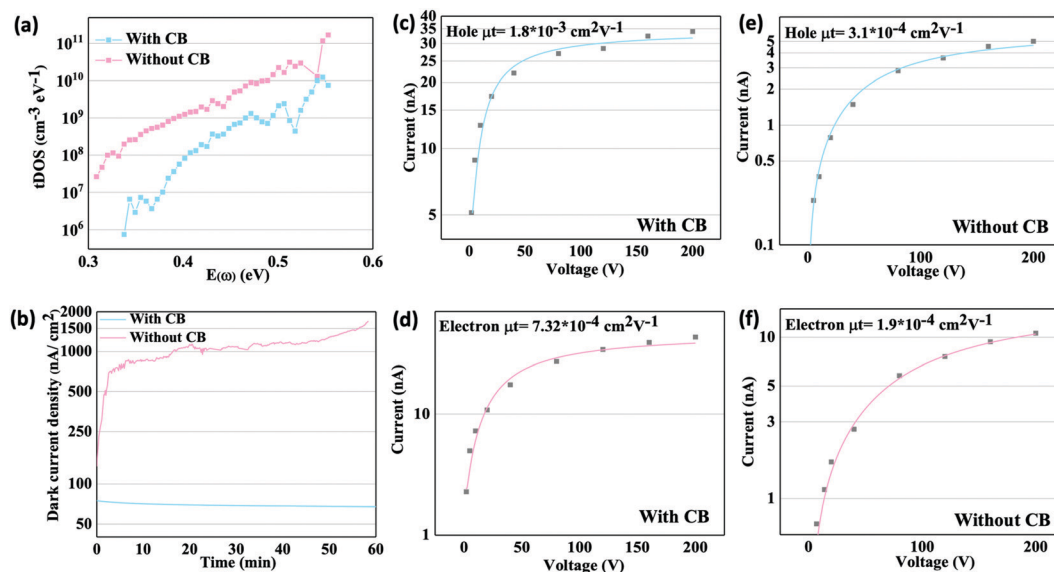 (a)
With CB
Without CB
10¹¹
10¹⁰
10⁹
10⁸
10⁷
10⁶
tDOS (cm⁻³ eV⁻¹)
0.3 0.4 0.5 0.6
E(ω) (eV)
(c)
Hole μt= 1.8*10⁻³ cm²V⁻¹
40
35
30
25
20
15
10
5
Current (nA)
With CB
0 50 100 150 200
Voltage (V)
(e)
Hole μt= 3.1*10⁻⁴ cm²V⁻¹
5
4
3
2
1
0.5
0.1
Current (nA)
Without CB
0 50 100 150 200
Voltage (V)
(b)
With CB
Without CB
2000
1500
1000
500
250
100
50
Dark current density (nA/ cm²)
0 10 20 30 40 50 60
Time (min)
(d)
Electron μt= 7.32*10⁻⁴ cm²V⁻¹
10
1
Current (nA)
With CB
0 50 100 150 200
Voltage (V)
(f)
Electron μt= 1.9*10⁻⁴ cm²V⁻¹
10
5
3
1
Current (nA)
Without CB
0 50 100 150 200
Voltage (V)